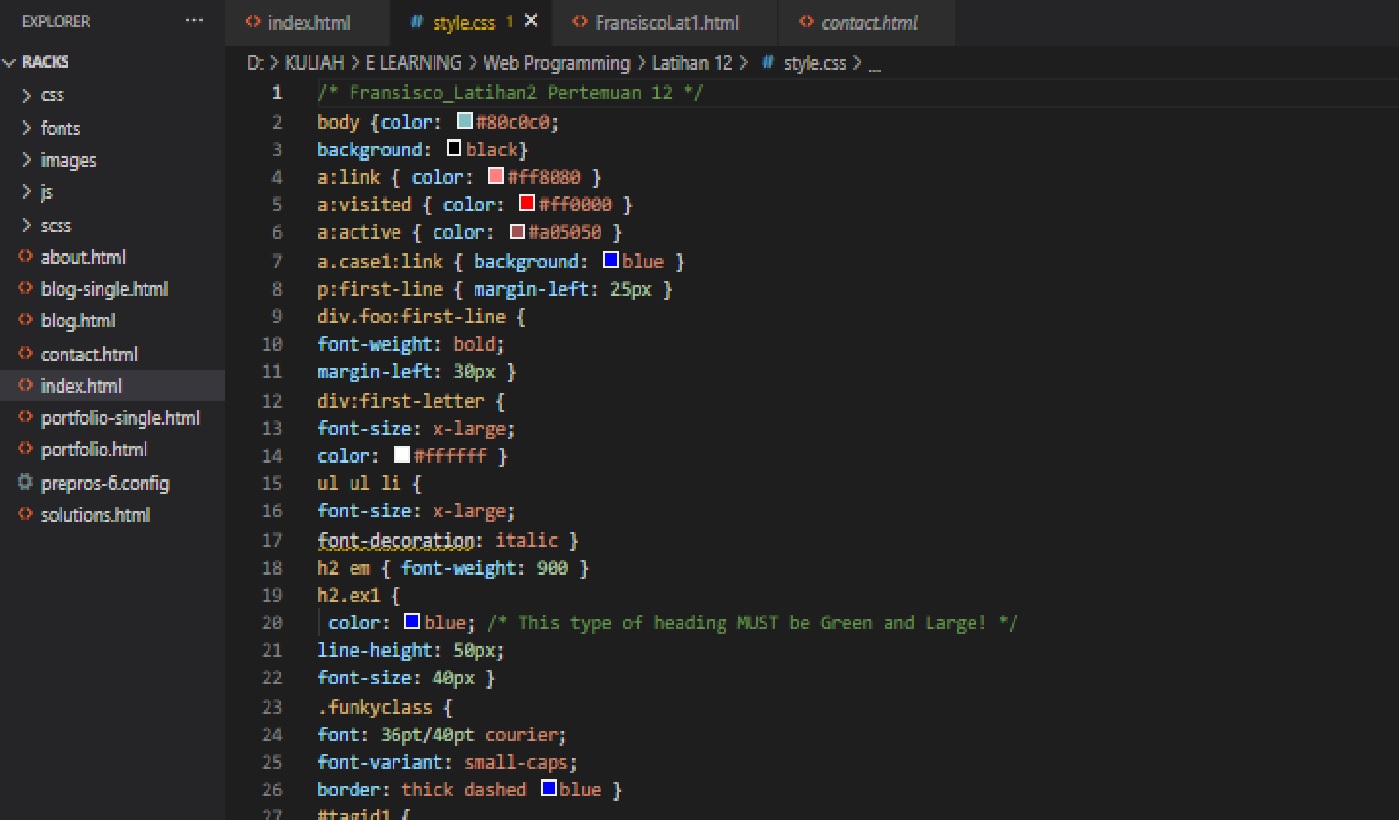 EXPLORER ...
RACKS
css
fonts
images
js
scss
about.html
blog-single.html
blog.html
contact.html
index.html
portfolio-single.html
portfolio.html
prepros-6.config
solutions.html
index.html # style.css 1 FransiscoLat1.html contact.html
D: > KULIAH > E LEARNING > Web Programming > Latihan 12 > # style.css > ...
1 /* Fransisco_Latihan2 Pertemuan 12 */
2 body {color: #80c0c0;
3 background: black}
4 a:link { color: #ff8080 }
5 a:visited { color: #ff0000 }
6 a:active { color: #a05050 }
7 a.case1:link { background: blue }
8 p:first-line { margin-left: 25px }
9 div.foo:first-line {
10 font-weight: bold;
11 margin-left: 30px }
12 div:first-letter {
13 font-size: x-large;
14 color: #ffffff }
15 ul ul li {
16 font-size: x-large;
17 font-decoration: italic }
18 h2 em { font-weight: 900 }
19 h2.ex1 {
20 color: blue; /* This type of heading MUST be Green and Large! */
21 line-height: 50px;
22 font-size: 40px }
23 .funkyclass {
24 font: 36pt/40pt courier;
25 font-variant: small-caps;
26 border: thick dashed blue }
27 #tagid1 {